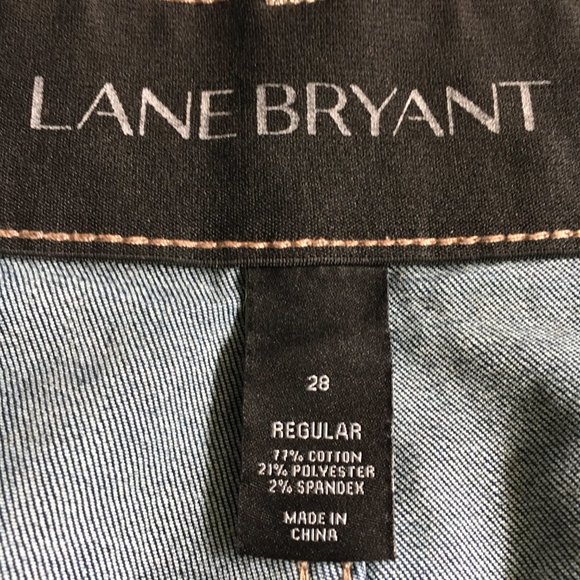 LANE BRYANT
28
REGULAR
77% COTTON
21% POLYESTER
2% SPANDEX
MADE IN
CHINA